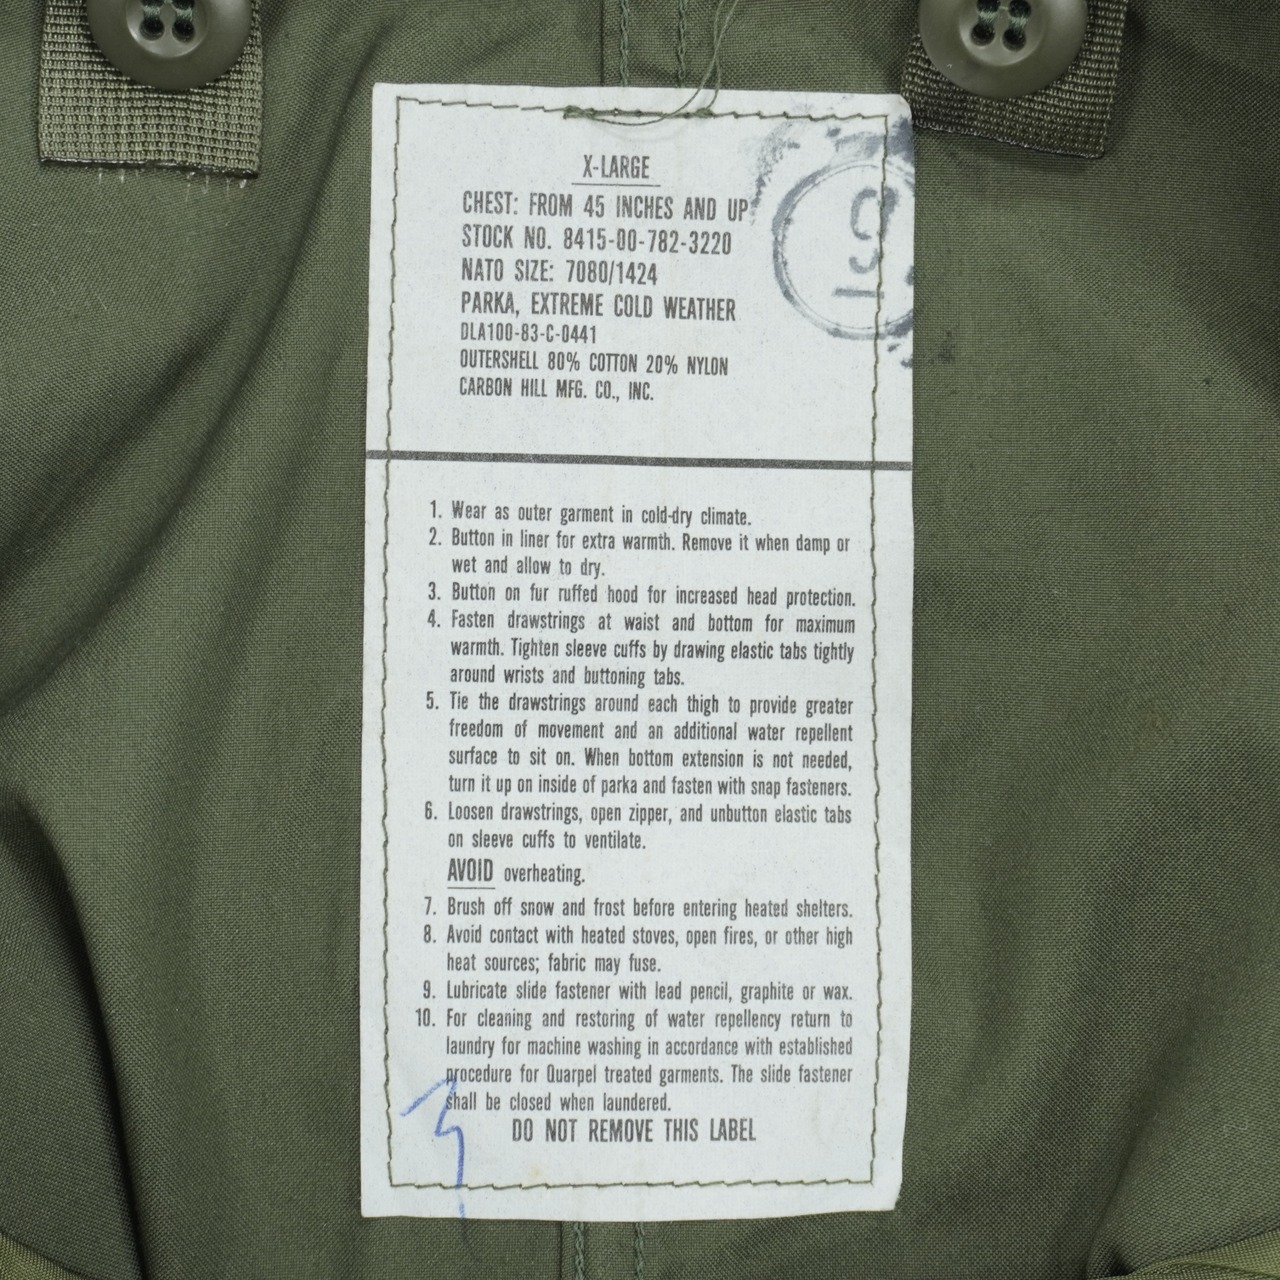 X-LARGE
CHEST: FROM 45 INCHES AND UP
STOCK NO. 8415-00-782-3220
NATO SIZE: 7080/1424
PARKA, EXTREME COLD WEATHER
DLA100-83-C-0441
OUTERSHELL 80% COTTON 20% NYLON
CARBON HILL MFG. CO., INC.
1. Wear as outer garment in cold-dry climate.
2. Button in liner for extra warmth. Remove it when damp or
wet and allow to dry.
3. Button on fur ruffed hood for increased head protection.
4. Fasten drawstrings at waist and bottom for maximum
warmth. Tighten sleeve cuffs by drawing elastic tabs tightly
around wrists and buttoning tabs.
5. Tie the drawstrings around each thigh to provide greater
freedom of movement and an additional water repellent
surface to sit on. When bottom extension is not needed,
turn it up on inside of parka and fasten with snap fasteners.
6. Loosen drawstrings, open zipper, and unbutton elastic tabs
on sleeve cuffs to ventilate.
AVOID overheating.
7. Brush off snow and frost before entering heated shelters.
8. Avoid contact with heated stoves, open fires, or other high
heat sources; fabric may fuse.
9. Lubricate slide fastener with lead pencil, graphite or wax.
10. For cleaning and restoring of water repellency return to
laundry for machine washing in accordance with established
procedure for Quarpel treated garments. The slide fastener
shall be closed when laundered.
DO NOT REMOVE THIS LABEL